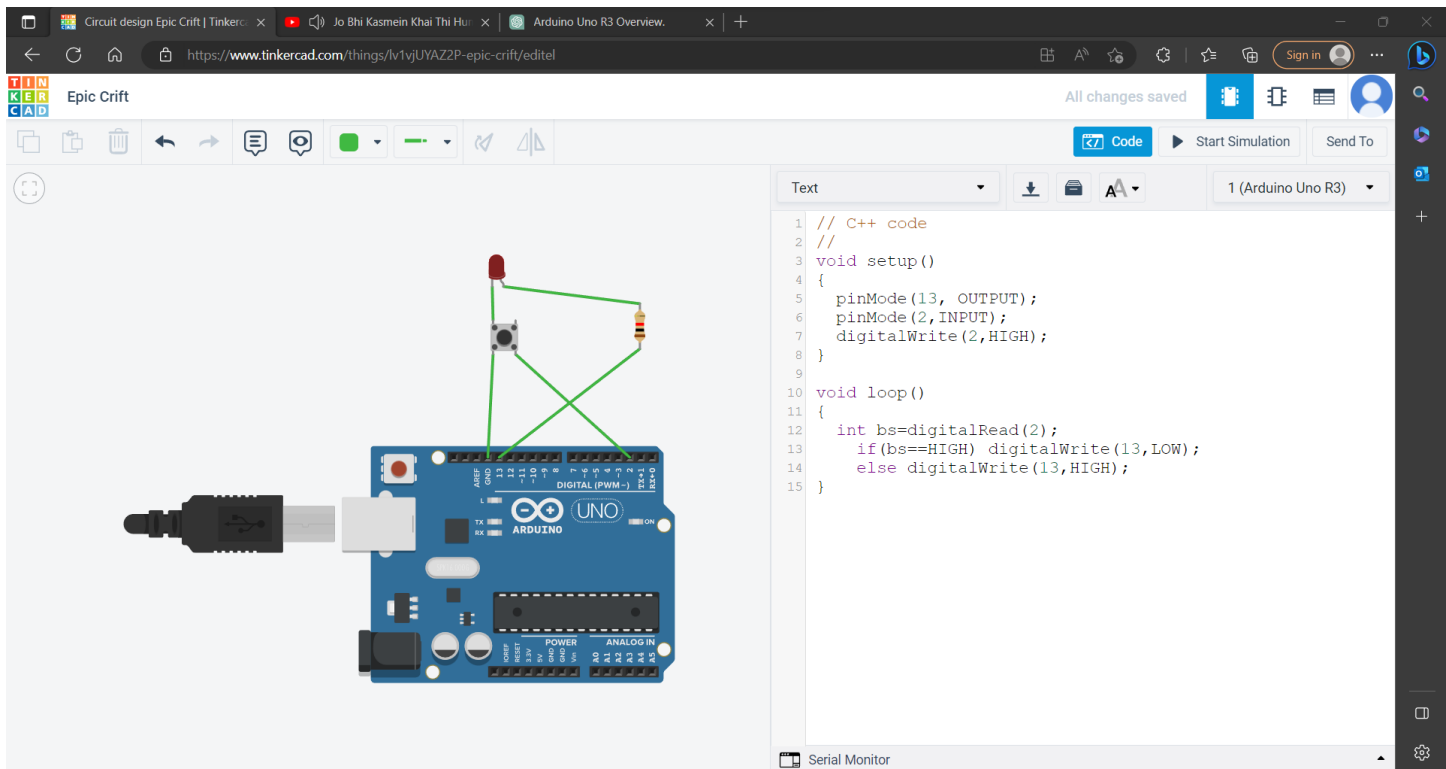 Circuit design Epic Crift | Tinkerc
Jo Bhi Kasmein Khai Thi Hu
Arduino Uno R3 Overview.
https://www.tinkercad.com/things/lv1vjUYAZ2P-epic-crift/editel
Sign in
TIN
KER
CAD
Epic Crift
All changes saved
Code
Start Simulation
Send To
Text
1 (Arduino Uno R3)
1 // C++ code
2 //
3 void setup()
4 {
5 pinMode(13, OUTPUT);
6 pinMode(2,INPUT);
7 digitalWrite(2,HIGH);
8 }
9
10 void loop()
11 {
12 int bs=digitalRead(2);
13 if(bs==HIGH) digitalWrite(13,LOW);
14 else digitalWrite(13,HIGH);
15 }
AREF
GND
13
12
~11
~10
~9
8
7
~6
~5
4
~3
2
TX→1
RX←0
DIGITAL (PWM~)
L
TX
RX
ARDUINO
UNO
ON
POWER
ANALOG IN
IOREF
RESET
3.3V
5V
GND
GND
Vin
A0
A1
A2
A3
A4
A5
Serial Monitor